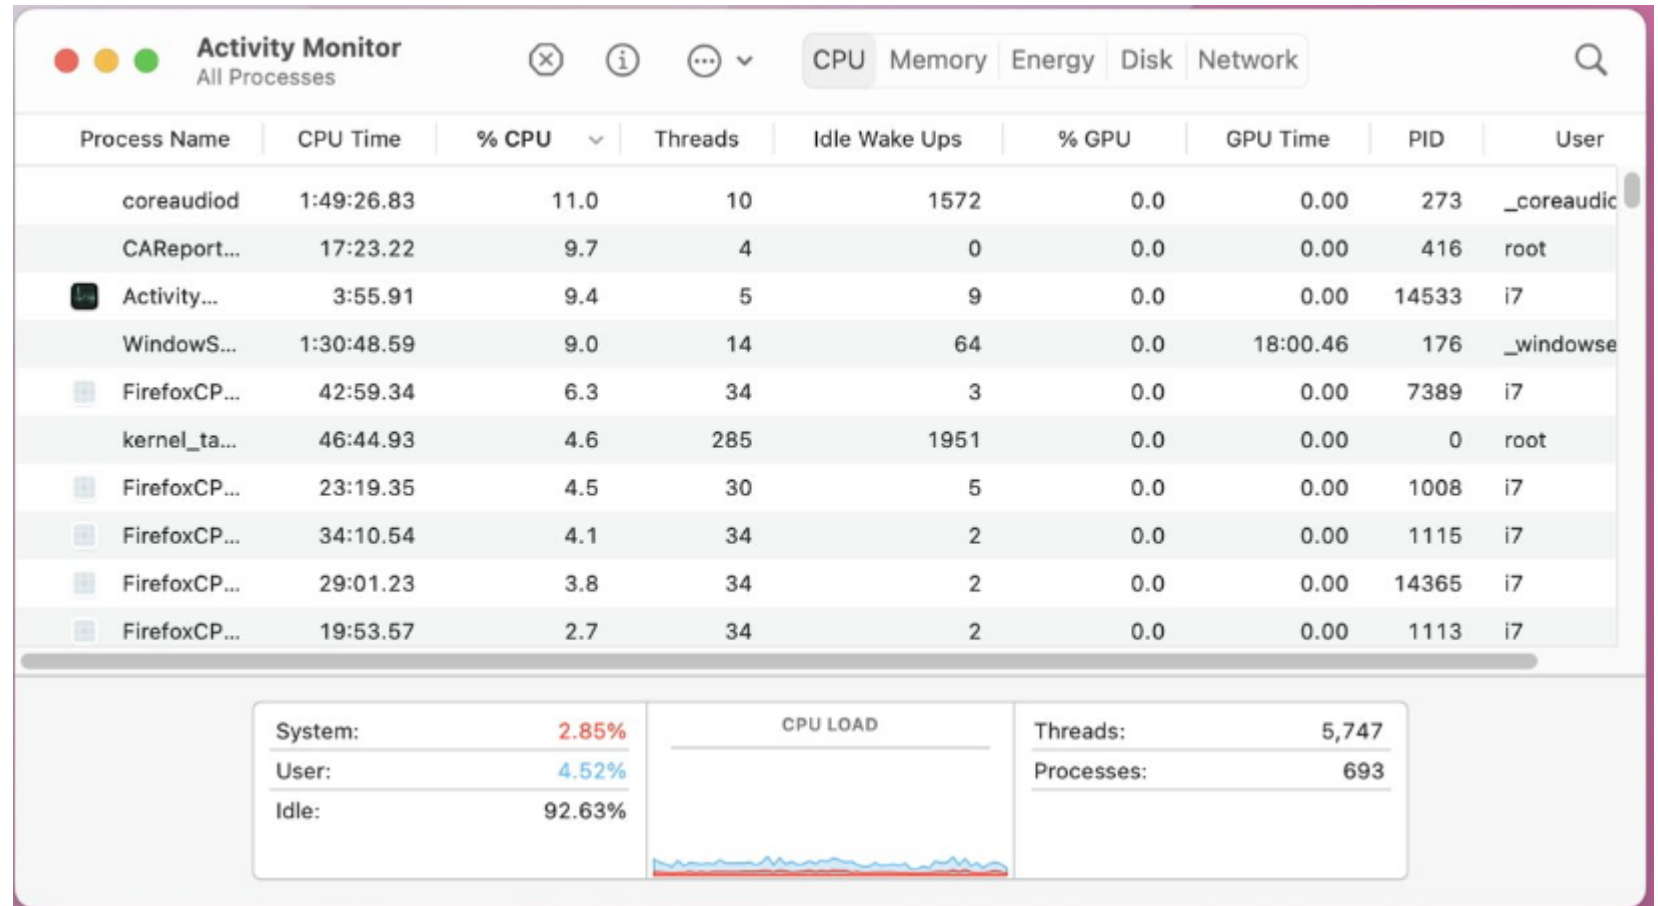 Activity Monitor
All Processes
CPU Memory Energy Disk Network
Process Name CPU Time % CPU Threads Idle Wake Ups % GPU GPU Time PID User
coreaudiod 1:49:26.83 11.0 10 1572 0.0 0.00 273 _coreaudio
CAReport... 17:23.22 9.7 4 0 0.0 0.00 416 root
Activity... 3:55.91 9.4 5 9 0.0 0.00 14533 i7
WindowS... 1:30:48.59 9.0 14 64 0.0 18:00.46 176 _windowse
FirefoxCP... 42:59.34 6.3 34 3 0.0 0.00 7389 i7
kernel_ta... 46:44.93 4.6 285 1951 0.0 0.00 0 root
FirefoxCP... 23:19.35 4.5 30 5 0.0 0.00 1008 i7
FirefoxCP... 34:10.54 4.1 34 2 0.0 0.00 1115 i7
FirefoxCP... 29:01.23 3.8 34 2 0.0 0.00 14365 i7
FirefoxCP... 19:53.57 2.7 34 2 0.0 0.00 1113 i7
System: 2.85% CPU LOAD Threads: 5,747
User: 4.52% Processes: 693
Idle: 92.63%